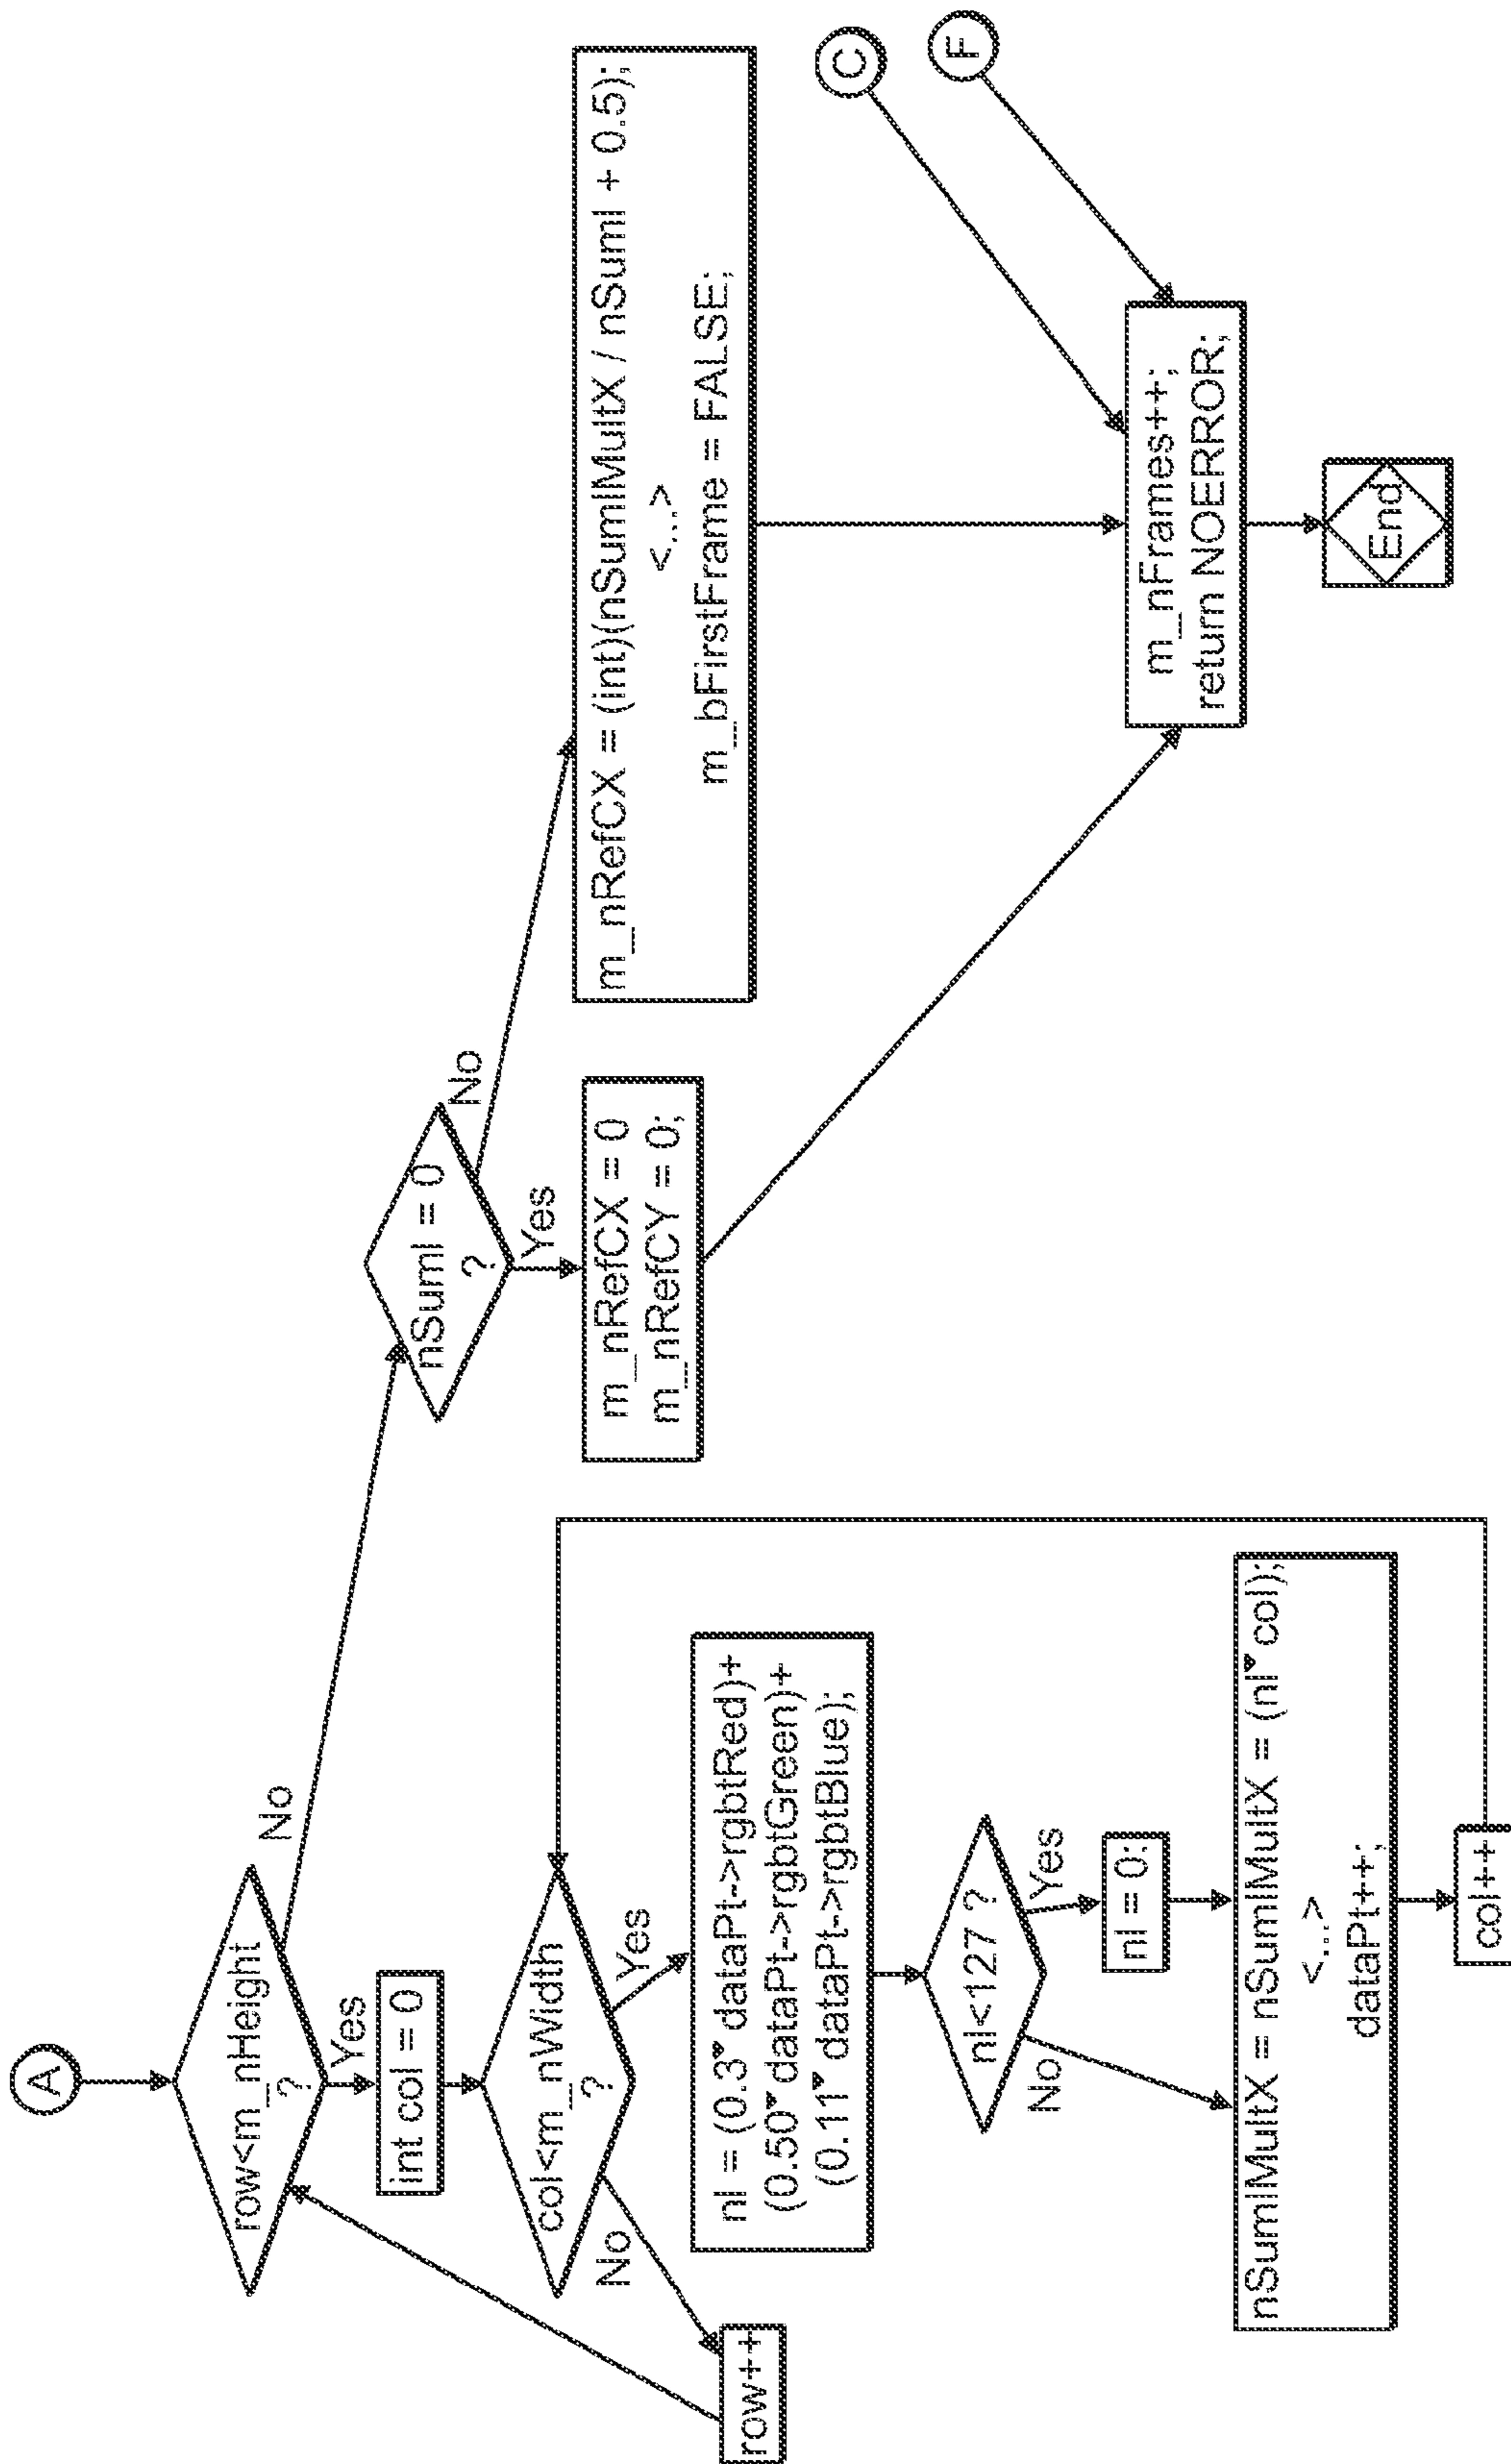 A
row<m_nHeight
?
No
Yes
int col = 0
col<m_nWidth
?
No
Yes
row++
nI = (0.3* dataPt->rgbtRed)+
(0.50* dataPt->rgbtGreen)+
(0.11* dataPt->rgbtBlue);
nI<127 ?
No
Yes
nI = 0;
nSumIMultX = nSumIMultX = (nI* col);
<...>
dataPt++;
col++
nSumI = 0
?
No
Yes
m_nRefCX = 0
m_nRefCY = 0;
m_nRefCX = (int)(nSumIMultX / nSumI + 0.5);
<...>
m_bFirstFrame = FALSE;
C
F
m_nFrames++;
return NOERROR;
End